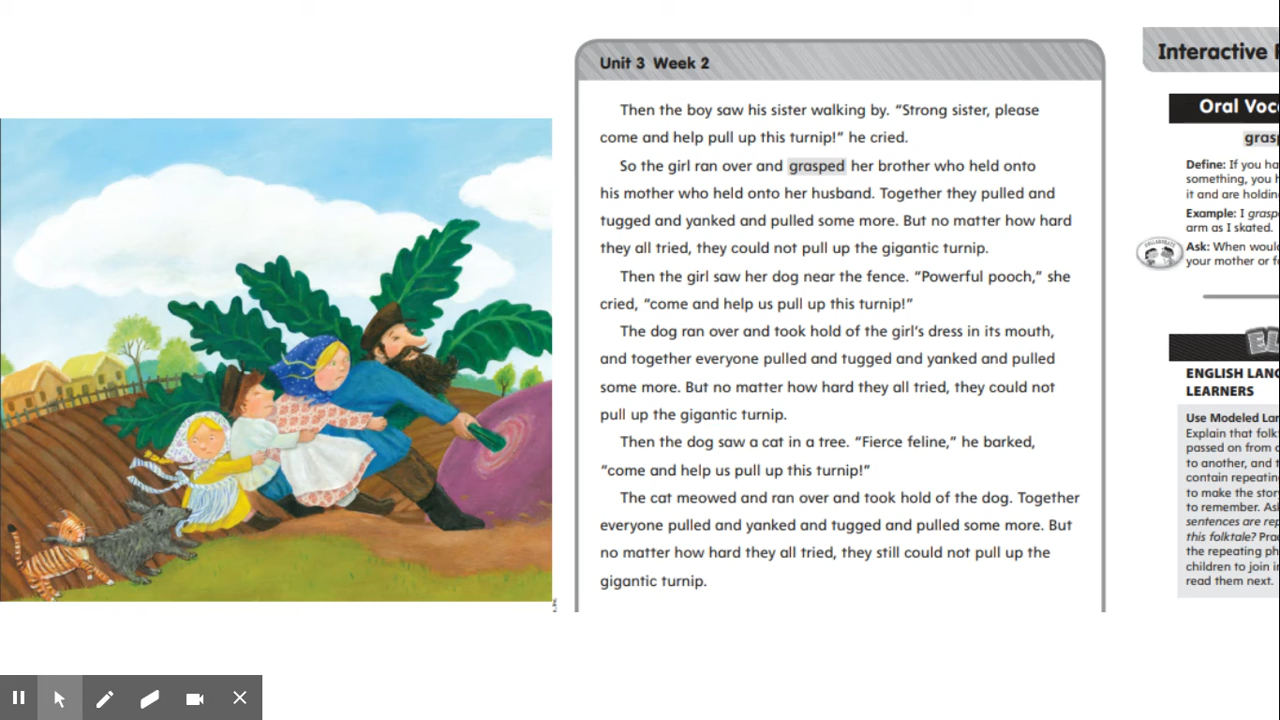 Unit 3 Week 2
Then the boy saw his sister walking by. “Strong sister, please
come and help pull up this turnip!” he cried.
So the girl ran over and grasped her brother who held onto
his mother who held onto her husband. Together they pulled and
tugged and yanked and pulled some more. But no matter how hard
they all tried, they could not pull up the gigantic turnip.
Then the girl saw her dog near the fence. “Powerful pooch,” she
cried, “come and help us pull up this turnip!”
The dog ran over and took hold of the girl’s dress in its mouth,
and together everyone pulled and tugged and yanked and pulled
some more. But no matter how hard they all tried, they could not
pull up the gigantic turnip.
Then the dog saw a cat in a tree. “Fierce feline,” he barked,
“come and help us pull up this turnip!”
The cat meowed and ran over and took hold of the dog. Together
everyone pulled and yanked and tugged and pulled some more. But
no matter how hard they all tried, they still could not pull up the
gigantic turnip.
Interactive
Oral Voc
grasp
Define: If you ha
something, you h
it and are holdin
Example: I grasp
arm as I skated.
COLLABORATE
Ask: When woul
your mother or f
EL
ENGLISH LANG
LEARNERS
Use Modeled Lan
Explain that folk
passed on from o
to another, and t
contain repeating
to make the stor
to remember. As
sentences are rep
this folktale? Pra
the repeating ph
children to join i
read them next.